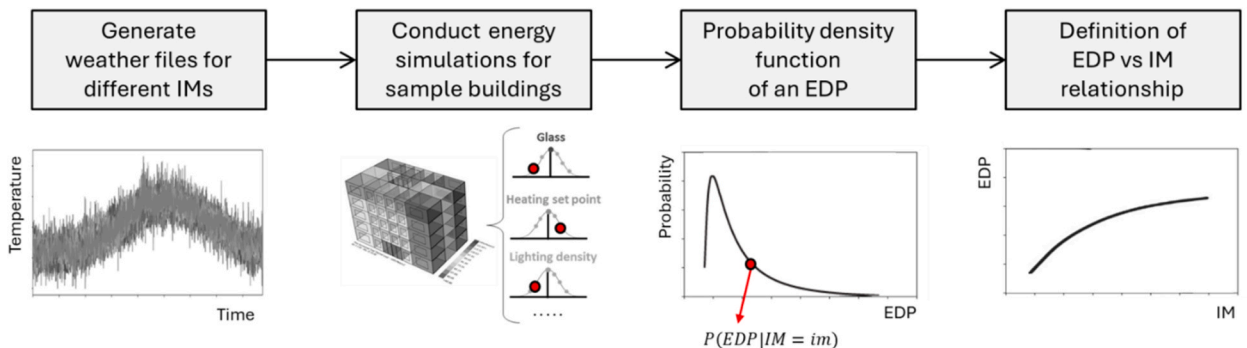 Generate
weather files for
different IMs
Conduct energy
simulations for
sample buildings
Probability density
function
of an EDP
Definition of
EDP vs IM
relationship
Temperature
Time
Glass
Heating set point
Lighting density
.....
Probability
EDP
P(EDP|IM = im)
EDP
IM